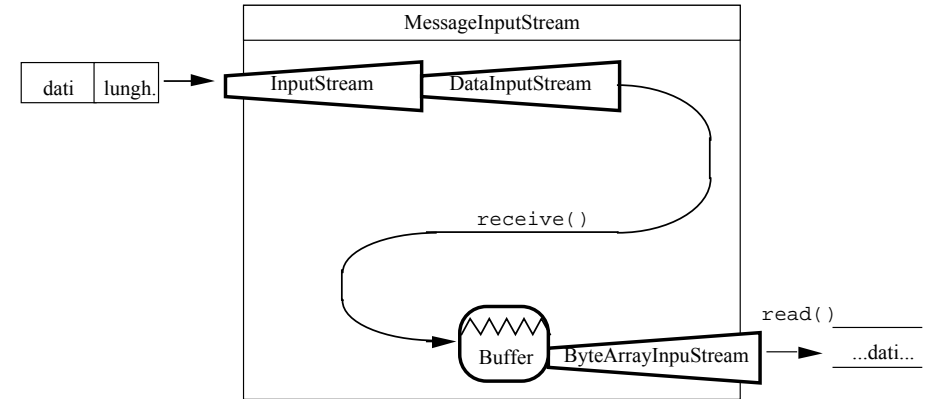 MessageInputStream
dati lungh.
InputStream
DataInputStream
receive()
read()
Buffer
ByteArrayInpuStream
...dati...